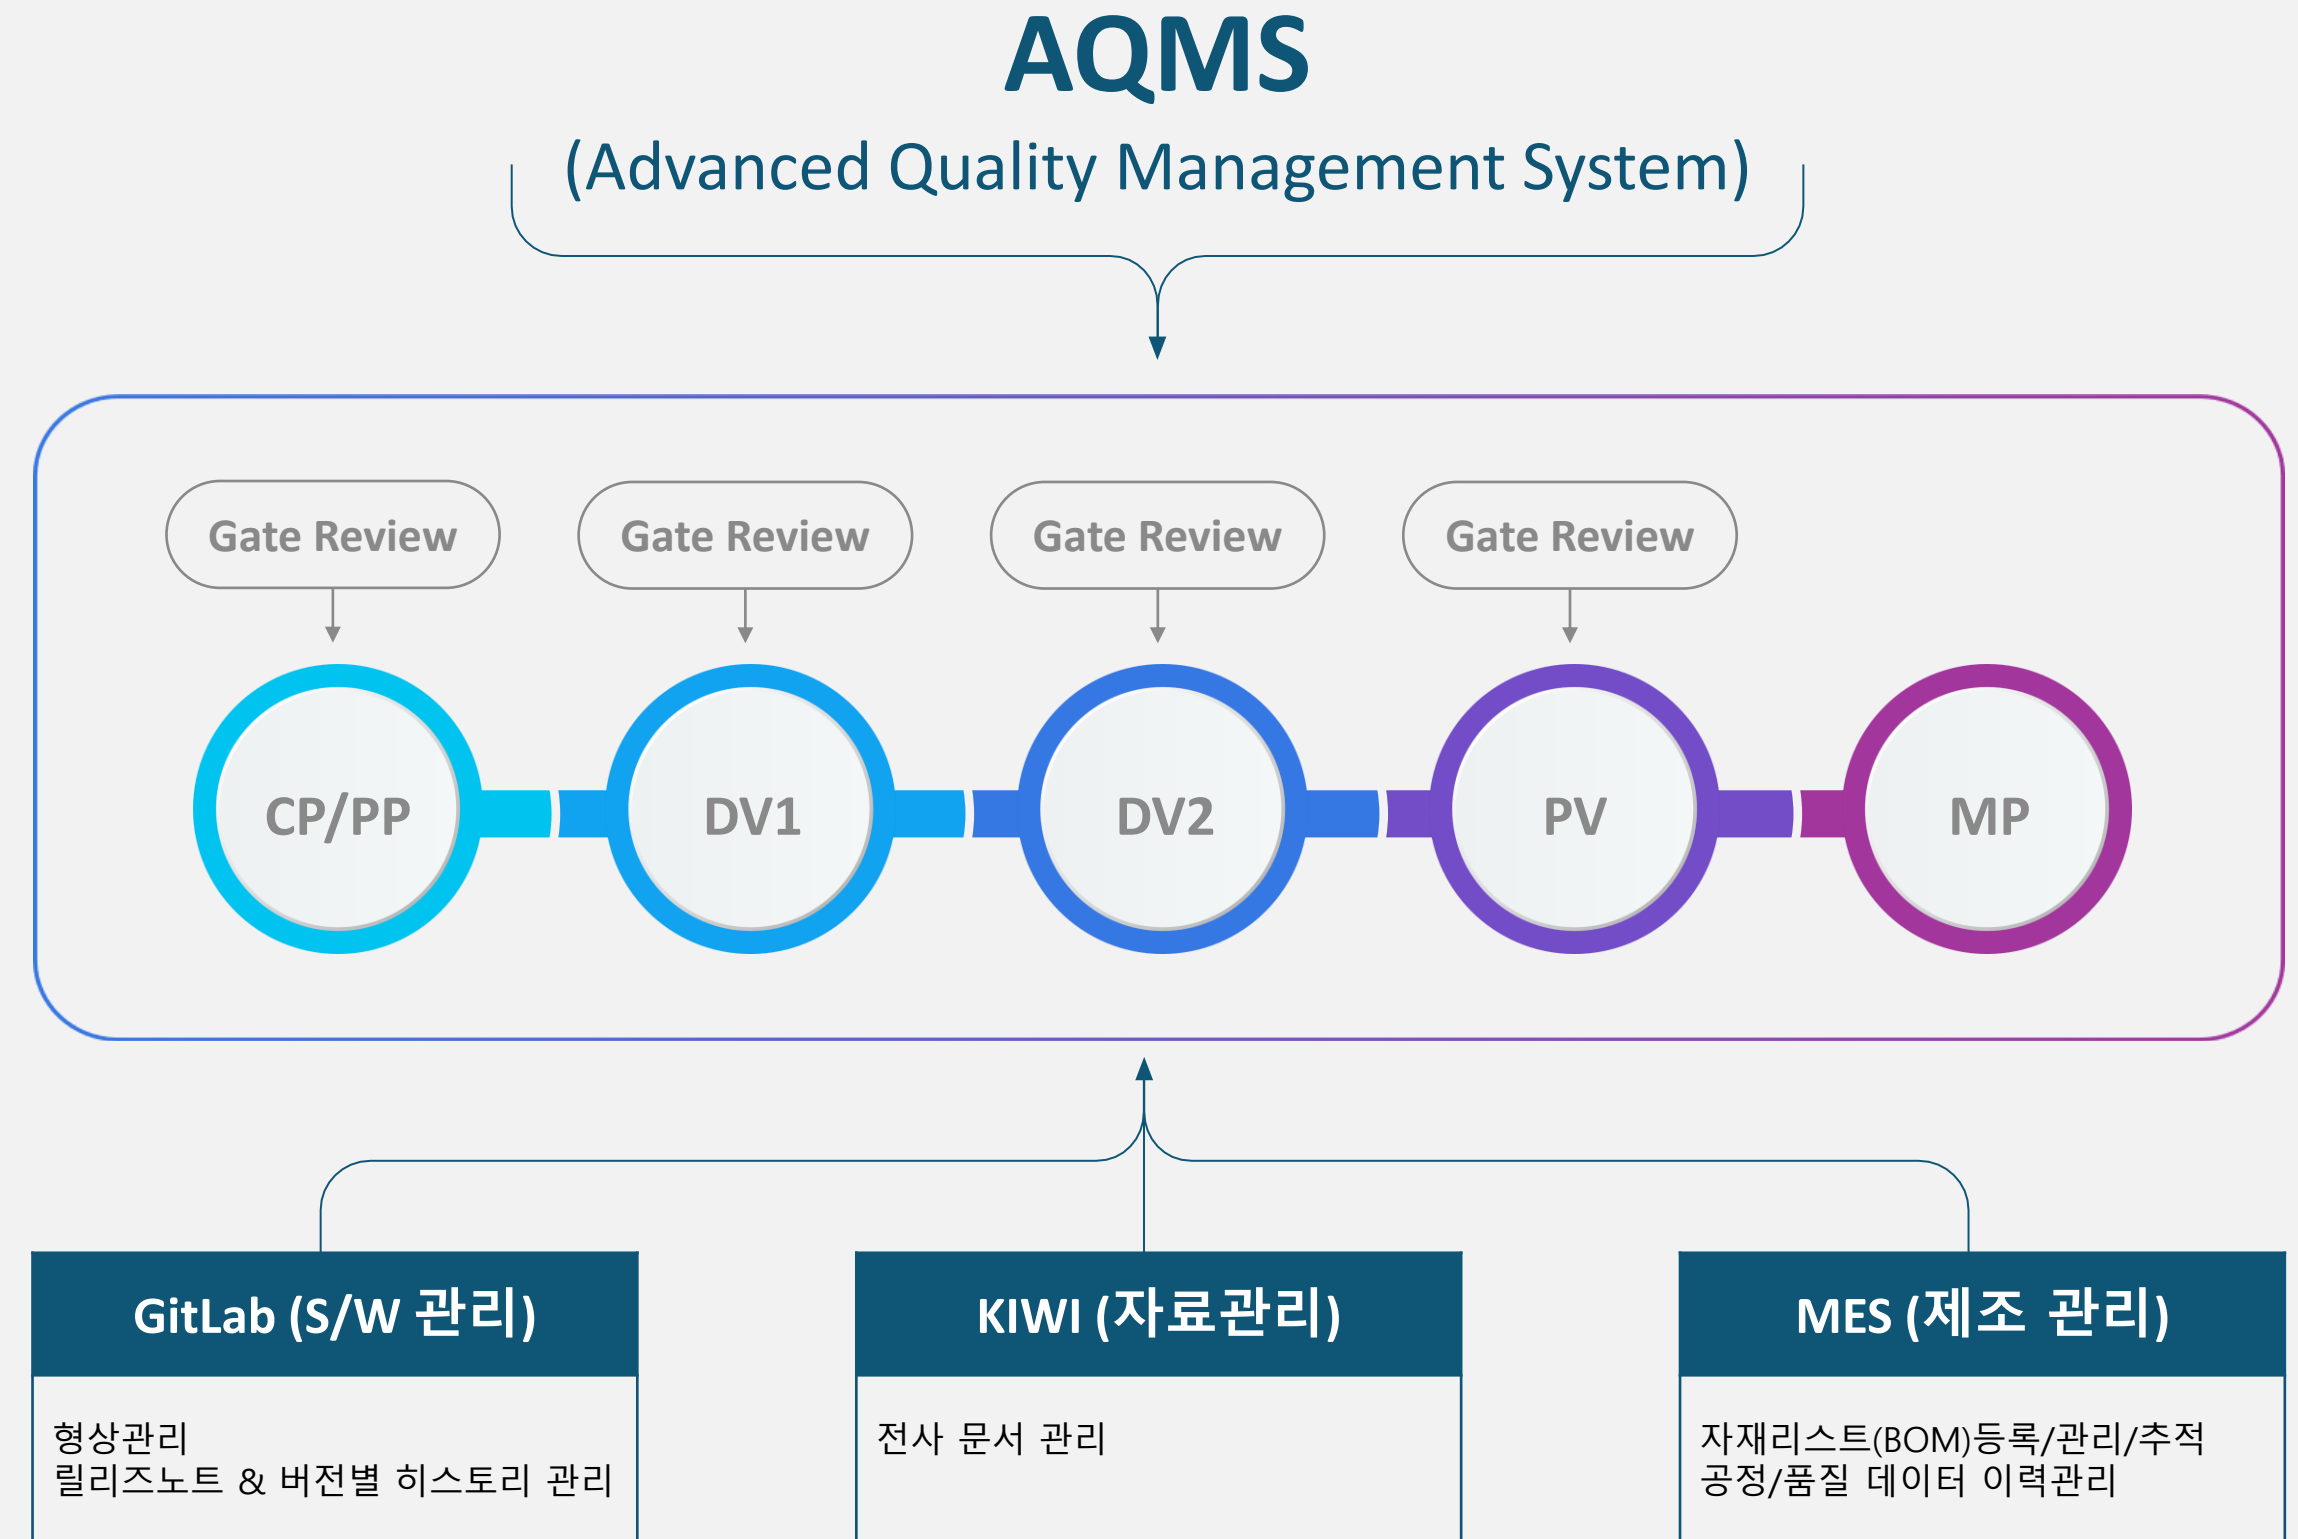 AQMS
(Advanced Quality Management System)
Gate Review
Gate Review
Gate Review
Gate Review
CP/PP
DV1
DV2
PV
MP
GitLab (S/W 관리)
형상관리
릴리즈노트 & 버전별 히스토리 관리
KIWI (자료관리)
전사 문서 관리
MES (제조 관리)
자재리스트(BOM)등록/관리/추적
공정/품질 데이터 이력관리